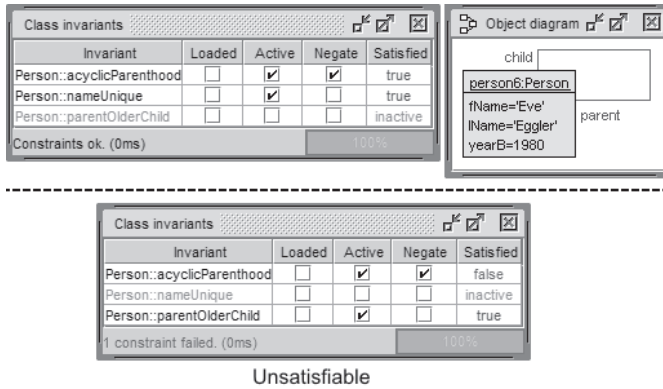 Class invariants
Invariant Loaded Active Negate Satisfied
Person::acyclicParenthood true
Person::nameUnique true
Person::parentOlderChild inactive
Constraints ok. (0ms) 100%
Object diagram
child
person6:Person
fName='Eve'
lName='Eggler'
yearB=1980
parent
Class invariants
Invariant Loaded Active Negate Satisfied
Person::acyclicParenthood false
Person::nameUnique inactive
Person::parentOlderChild true
1 constraint failed. (0ms) 100%
Unsatisfiable